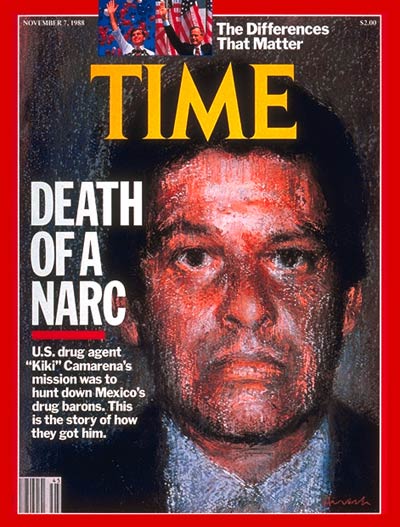 NOVEMBER 7, 1988
The Differences
That Matter
$2.00
TIME
DEATH
OF A
NARC
U.S. drug agent
"Kiki" Camarena's
mission was to
hunt down Mexico's
drug barons. This
is the story of how
they got him.
45